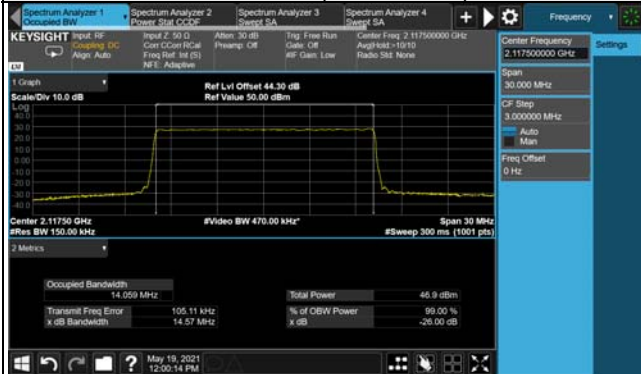 Spectrum Analyzer 1
Occupied BW
Spectrum Analyzer 2
Power Stat CCDF
Spectrum Analyzer 3
Swept SA
Spectrum Analyzer 4
Swept SA
Frequency
KEYSIGHT
Input: RF
Coupling: DC
Align: Auto
Input Z: 50 Ω
Corr CCorr RCal
Freq Ref: Int (S)
NFE: Adaptive
Atten: 30 dB
Preamp: Off
Trig: Free Run
Gate: Off
#IF Gain: Low
Center Freq: 2.117500000 GHz
Avg|Hold:>10/10
Radio Std: None
1 Graph
Scale/Div 10.0 dB
Ref Lvl Offset 44.30 dB
Ref Value 50.00 dBm
Log
40.0
30.0
20.0
10.0
0.00
-10.0
-20.0
-30.0
-40.0
Center 2.11750 GHz
#Res BW 150.00 kHz
#Video BW 470.00 kHz*
Span 30 MHz
#Sweep 300 ms (1001 pts)
2 Metrics
Occupied Bandwidth
14.059 MHz
Transmit Freq Error 105.11 kHz
x dB Bandwidth 14.57 MHz
Total Power 46.9 dBm
% of OBW Power 99.00 %
x dB -26.00 dB
Center Frequency
2.117500000 GHz
Span
30.000 MHz
CF Step
3.000000 MHz
Auto
Man
Freq Offset
0 Hz
Settings
May 19, 2021
12:00:14 PM